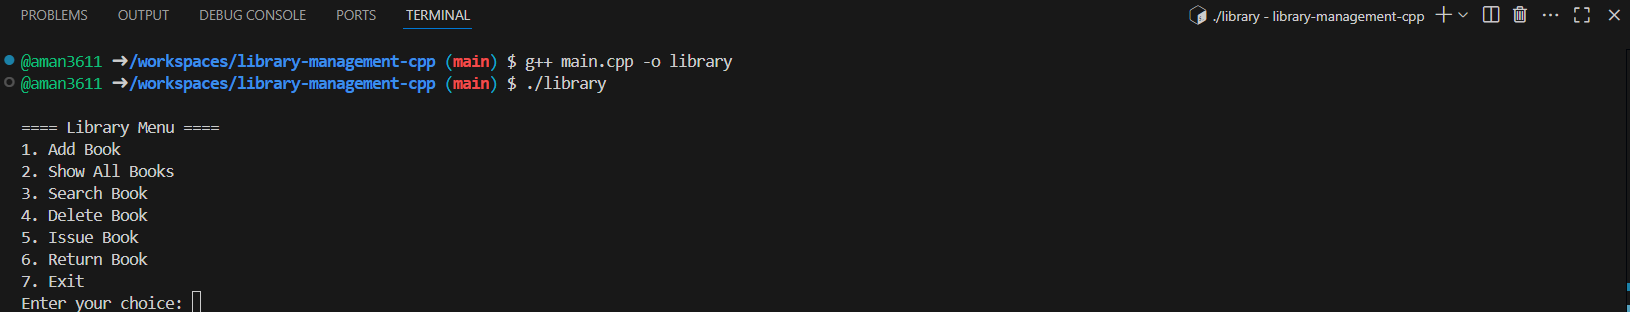 PROBLEMS OUTPUT DEBUG CONSOLE PORTS TERMINAL ./library - library-management-cpp
@aman3611 ➜/workspaces/library-management-cpp (main) $ g++ main.cpp -o library
@aman3611 ➜/workspaces/library-management-cpp (main) $ ./library
==== Library Menu ====
1. Add Book
2. Show All Books
3. Search Book
4. Delete Book
5. Issue Book
6. Return Book
7. Exit
Enter your choice: